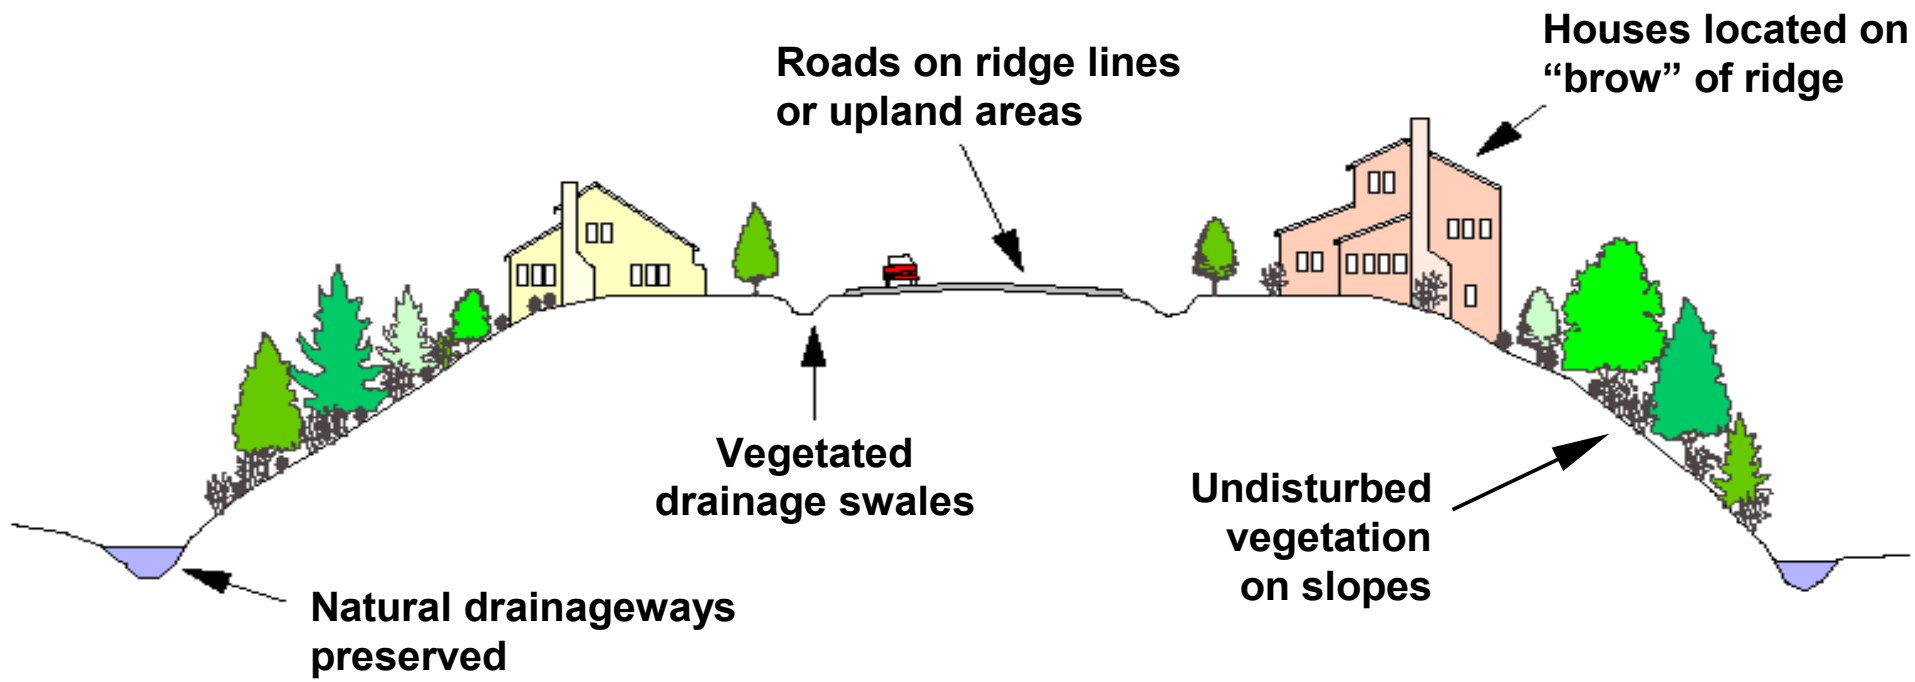 Houses located on
“brow” of ridge
Roads on ridge lines
or upland areas
Vegetated
drainage swales
Undisturbed
vegetation
on slopes
Natural drainageways
preserved